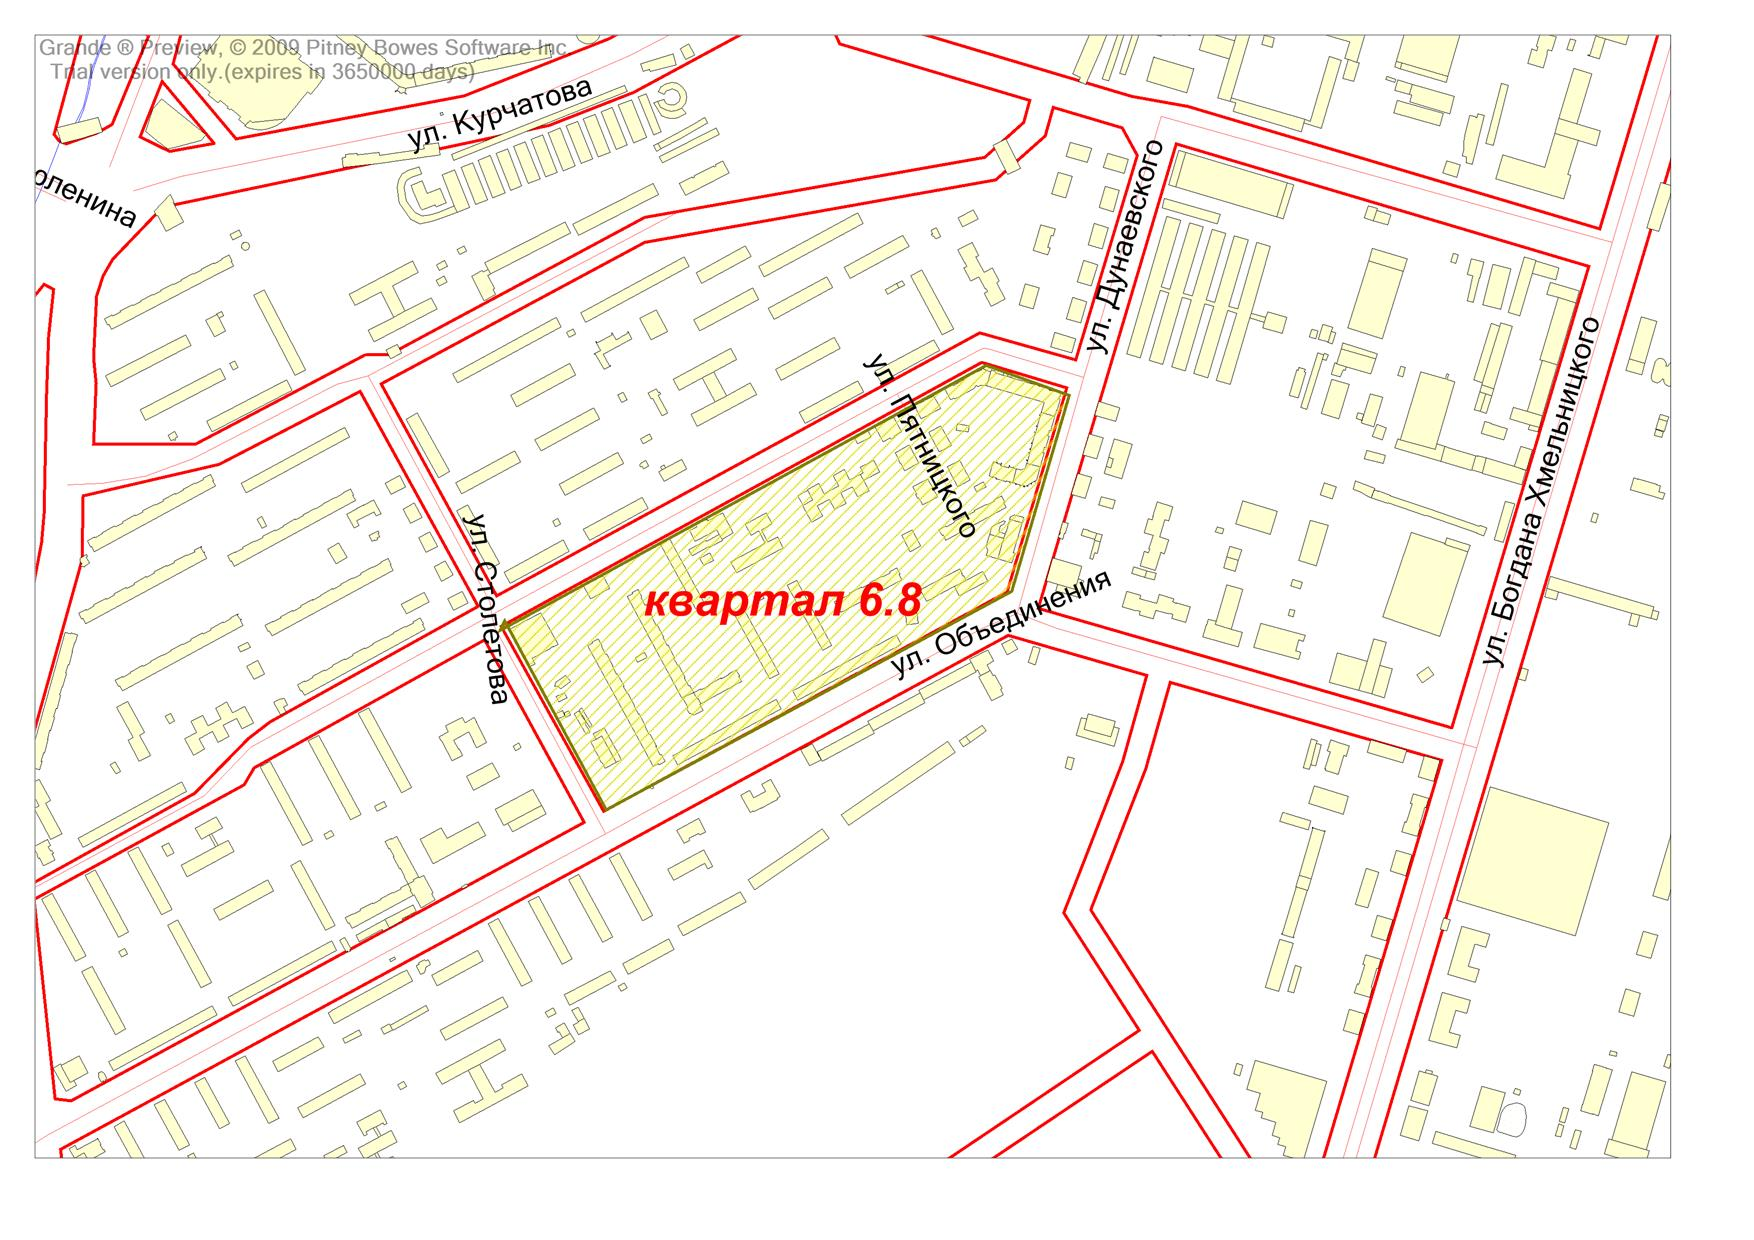 Grande ® Preview, © 2009 Pitney Bowes Software Inc.
Trial version only.(expires in 3650000 days)
ул. Курчатова
оленина
ул. Дунаевского
ул. Богдана Хмельницкого
ул. Пятницкого
ул. Столетова
квартал 6.8
ул. Объединения